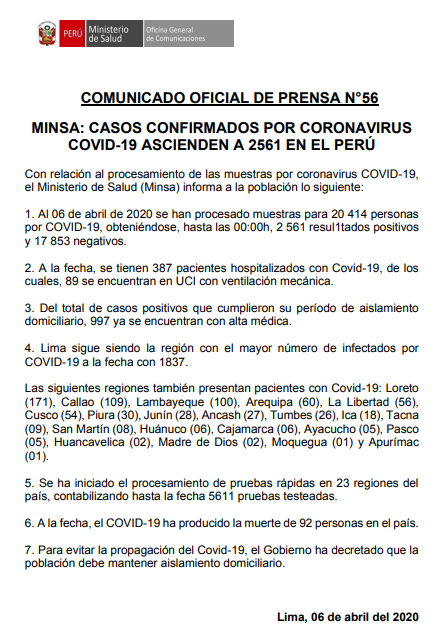 PERÚ
Ministerio
de Salud
Oficina General
de Comunicaciones
COMUNICADO OFICIAL DE PRENSA N°56
MINSA: CASOS CONFIRMADOS POR CORONAVIRUS
COVID-19 ASCIENDEN A 2561 EN EL PERÚ
Con relación al procesamiento de las muestras por coronavirus COVID-19,
el Ministerio de Salud (Minsa) informa a la población lo siguiente:
1. Al 06 de abril de 2020 se han procesado muestras para 20 414 personas
por COVID-19, obteniéndose, hasta las 00:00h, 2 561 resul1tados positivos
y 17 853 negativos.
2. A la fecha, se tienen 387 pacientes hospitalizados con Covid-19, de los
cuales, 89 se encuentran en UCI con ventilación mecánica.
3. Del total de casos positivos que cumplieron su período de aislamiento
domiciliario, 997 ya se encuentran con alta médica.
4. Lima sigue siendo la región con el mayor número de infectados por
COVID-19 a la fecha con 1837.
Las siguientes regiones también presentan pacientes con Covid-19: Loreto
(171), Callao (109), Lambayeque (100), Arequipa (60), La Libertad (56),
Cusco (54), Piura (30), Junín (28), Ancash (27), Tumbes (26), Ica (18), Tacna
(09), San Martín (08), Huánuco (06), Cajamarca (06), Ayacucho (05), Pasco
(05), Huancavelica (02), Madre de Dios (02), Moquegua (01) y Apurímac
(01).
5. Se ha iniciado el procesamiento de pruebas rápidas en 23 regiones del
país, contabilizando hasta la fecha 5611 pruebas testeadas.
6. A la fecha, el COVID-19 ha producido la muerte de 92 personas en el país.
7. Para evitar la propagación del Covid-19, el Gobierno ha decretado que la
población debe mantener aislamiento domiciliario.
Lima, 06 de abril del 2020